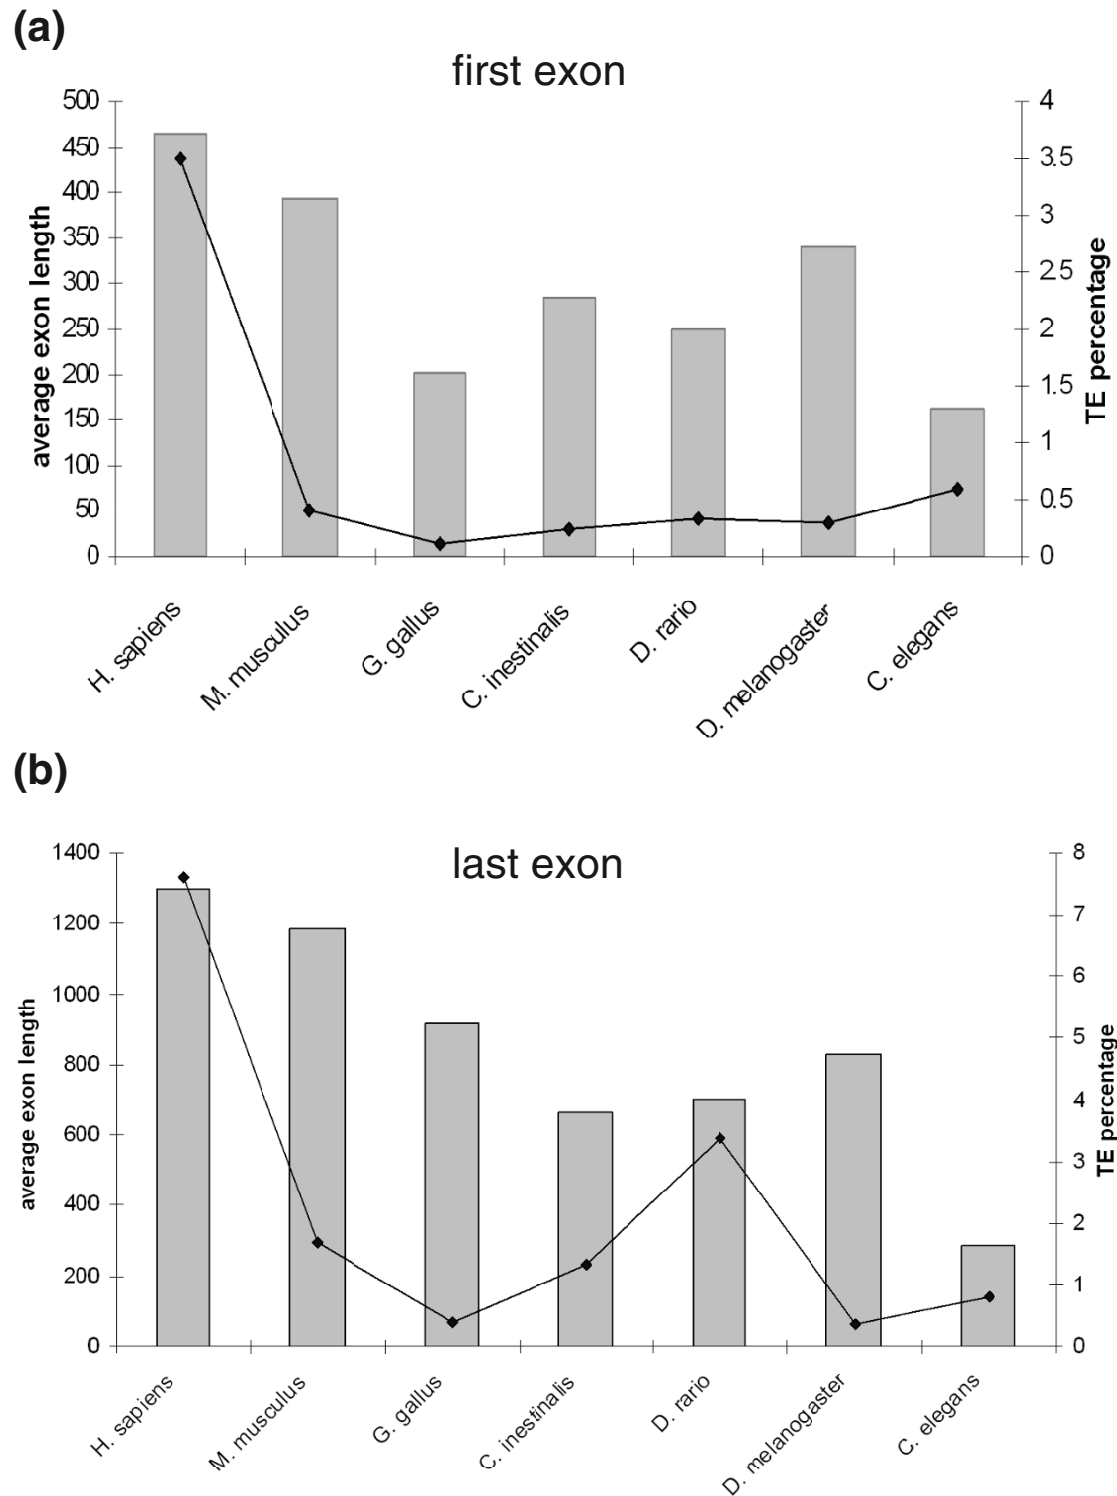 (a)
first exon
500
450
400
350
300
250
200
150
100
50
0
average exon length
4
3.5
3
2.5
2
1.5
1
0.5
0
TE percentage
H. sapiens
M. musculus
G. gallus
C. inestinalis
D. rario
D. melanogaster
C. elegans
(b)
last exon
1400
1200
1000
800
600
400
200
0
average exon length
8
7
6
5
4
3
2
1
0
TE percentage
H. sapiens
M. musculus
G. gallus
C. inestinalis
D. rario
D. melanogaster
C. elegans